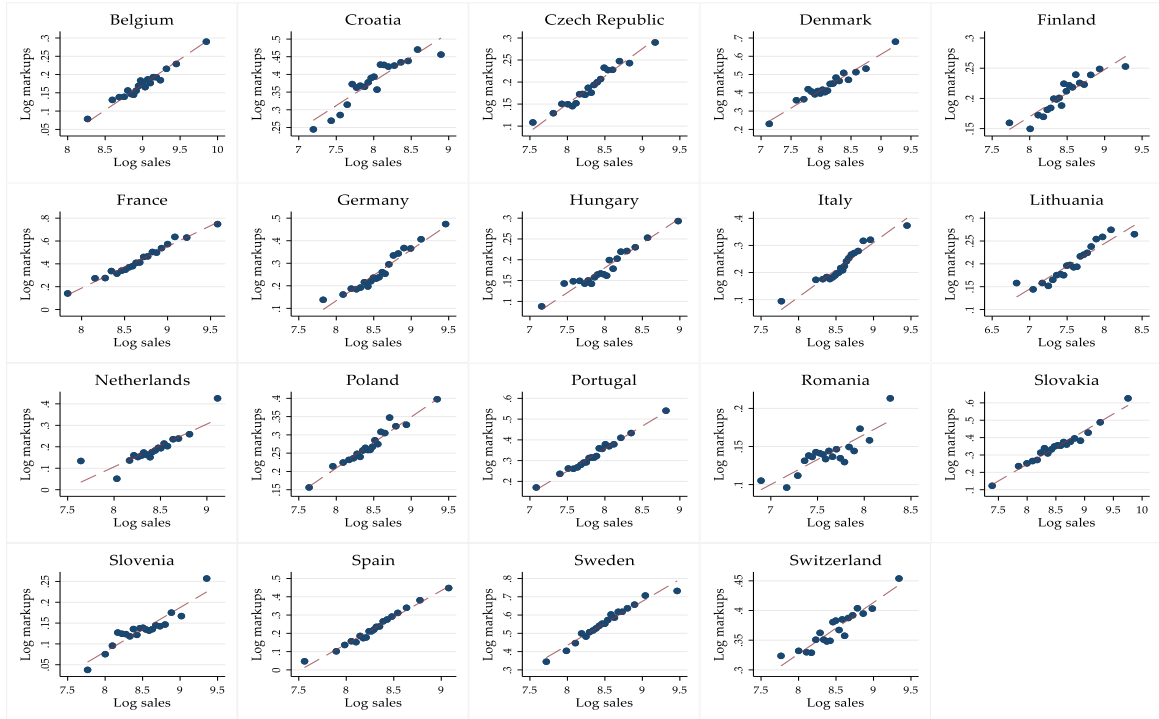 Belgium
Log markups
.05 .1 .15 .2 .25 .3
8 8.5 9 9.5 10
Log sales
Croatia
Log markups
.25 .3 .35 .4 .45 .5
7 7.5 8 8.5 9
Log sales
Czech Republic
Log markups
.1 .15 .2 .25 .3
7.5 8 8.5 9 9.5
Log sales
Denmark
Log markups
.2 .3 .4 .5 .6 .7
7 7.5 8 8.5 9 9.5
Log sales
Finland
Log markups
.15 .2 .25 .3
7.5 8 8.5 9 9.5
Log sales
France
Log markups
0 .2 .4 .6 .8
8 8.5 9 9.5
Log sales
Germany
Log markups
.1 .2 .3 .4 .5
7.5 8 8.5 9 9.5
Log sales
Hungary
Log markups
.1 .15 .2 .25 .3
7 7.5 8 8.5 9
Log sales
Italy
Log markups
.1 .2 .3 .4
7.5 8 8.5 9 9.5
Log sales
Lithuania
Log markups
.1 .15 .2 .25 .3
6.5 7 7.5 8 8.5
Log sales
Netherlands
Log markups
0 .1 .2 .3 .4
7.5 8 8.5 9
Log sales
Poland
Log markups
.15 .2 .25 .3 .35 .4
7.5 8 8.5 9 9.5
Log sales
Portugal
Log markups
.2 .3 .4 .5 .6
7 7.5 8 8.5 9
Log sales
Romania
Log markups
.1 .15 .2
7 7.5 8 8.5
Log sales
Slovakia
Log markups
.1 .2 .3 .4 .5 .6
7.5 8 8.5 9 9.5 10
Log sales
Slovenia
Log markups
.05 .1 .15 .2 .25
7.5 8 8.5 9 9.5
Log sales
Spain
Log markups
0 .1 .2 .3 .4 .5
7.5 8 8.5 9
Log sales
Sweden
Log markups
.3 .4 .5 .6 .7 .8
7.5 8 8.5 9 9.5
Log sales
Switzerland
Log markups
.3 .35 .4 .45
7.5 8 8.5 9 9.5
Log sales